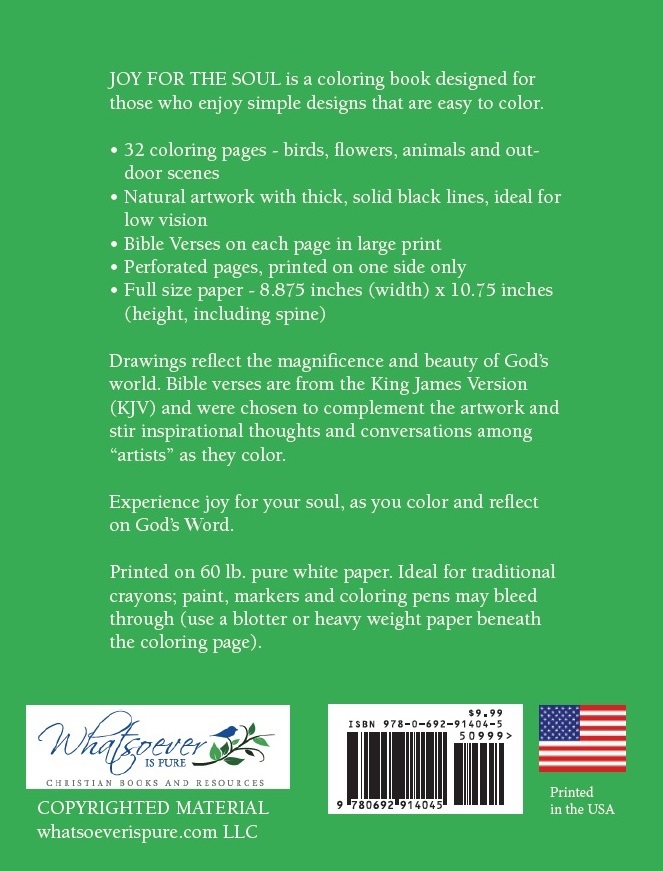 JOY FOR THE SOUL is a coloring book designed for
those who enjoy simple designs that are easy to color.
• 32 coloring pages - birds, flowers, animals and out-
door scenes
• Natural artwork with thick, solid black lines, ideal for
low vision
• Bible Verses on each page in large print
• Perforated pages, printed on one side only
• Full size paper - 8.875 inches (width) x 10.75 inches
(height, including spine)
Drawings reflect the magnificence and beauty of God's
world. Bible verses are from the King James Version
(KJV) and were chosen to complement the artwork and
stir inspirational thoughts and conversations among
“artists” as they color.
Experience joy for your soul, as you color and reflect
on God's Word.
Printed on 60 lb. pure white paper. Ideal for traditional
crayons; paint, markers and coloring pens may bleed
through (use a blotter or heavy weight paper beneath
the coloring page).
Whatsoever
IS PURE
CHRISTIAN BOOKS AND RESOURCES
COPYRIGHTED MATERIAL
whatsoeverispure.com LLC
$9.99
ISBN 978-0-692-91404-5
50999>
9 780692 914045
Printed
in the USA